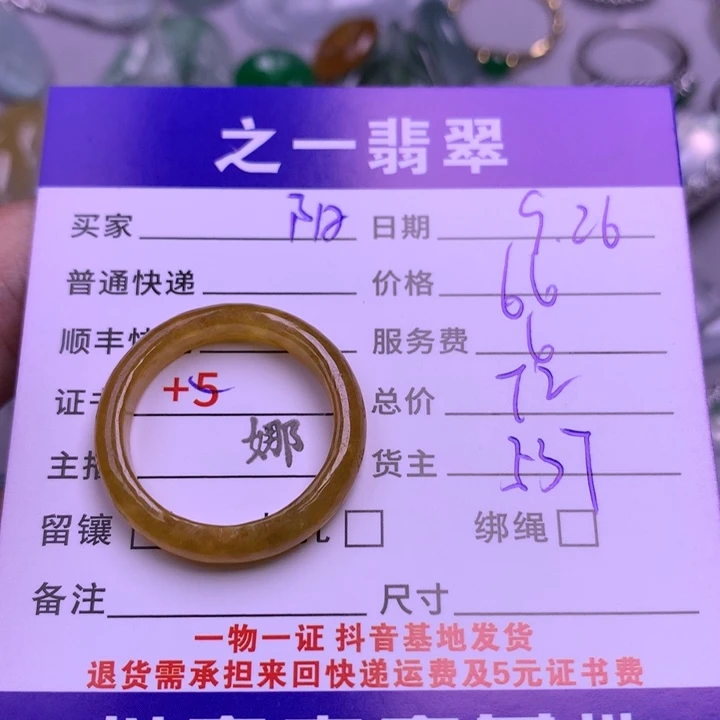 之一翡翠
买家 阳 日期 9.26
普通快递 价格 66
顺丰快 服务费 6
证书 +5 总价 72
主播 娜 货主 537
留镶 绑绳
备注 尺寸
一物一证 抖音基地发货
退货需承担来回快递运费及5元证书费